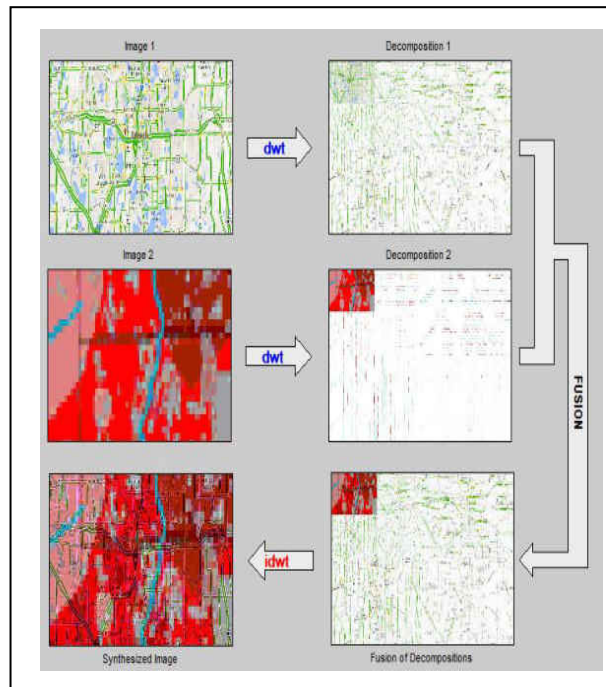 Image 1
Decomposition 1
dwt
Image 2
Decomposition 2
dwt
FUSION
idwt
Synthesized Image
Fusion of Decompositions